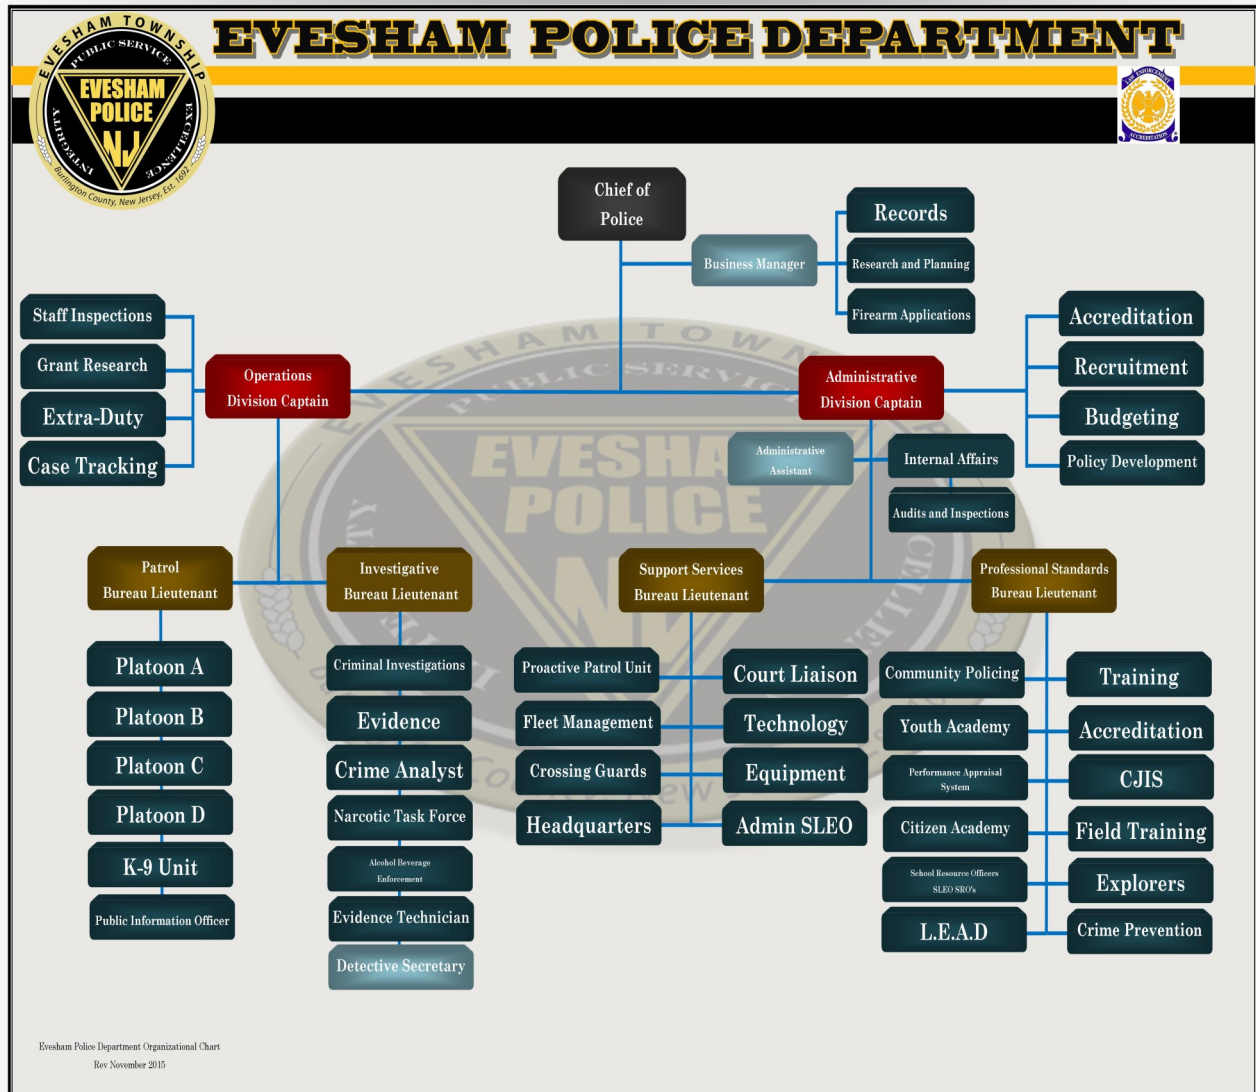 EVESHAM POLICE DEPARTMENT
EVESHAM TOWNSHIP
PUBLIC SERVICE
INTEGRITY
EXCELLENCE
EVESHAM
POLICE
NJ
Burlington County, New Jersey, Est. 1692
LAW ENFORCEMENT
ACCREDITATION
Chief of
Police
Business Manager
Records
Research and Planning
Firearm Applications
Staff Inspections
Grant Research
Extra-Duty
Case Tracking
Operations
Division Captain
Administrative
Division Captain
Accreditation
Recruitment
Budgeting
Policy Development
Administrative
Assistant
Internal Affairs
Audits and Inspections
Patrol
Bureau Lieutenant
Investigative
Bureau Lieutenant
Support Services
Bureau Lieutenant
Professional Standards
Bureau Lieutenant
Platoon A
Platoon B
Platoon C
Platoon D
K-9 Unit
Public Information Officer
Criminal Investigations
Evidence
Crime Analyst
Narcotic Task Force
Alcohol Beverage
Enforcement
Evidence Technician
Detective Secretary
Proactive Patrol Unit
Fleet Management
Crossing Guards
Headquarters
Court Liaison
Technology
Equipment
Admin SLEO
Community Policing
Youth Academy
Performance Appraisal
System
Citizen Academy
School Resource Officers
SLEO SRO's
L.E.A.D
Training
Accreditation
CJIS
Field Training
Explorers
Crime Prevention
Evesham Police Department Organizational Chart
Rev November 2015